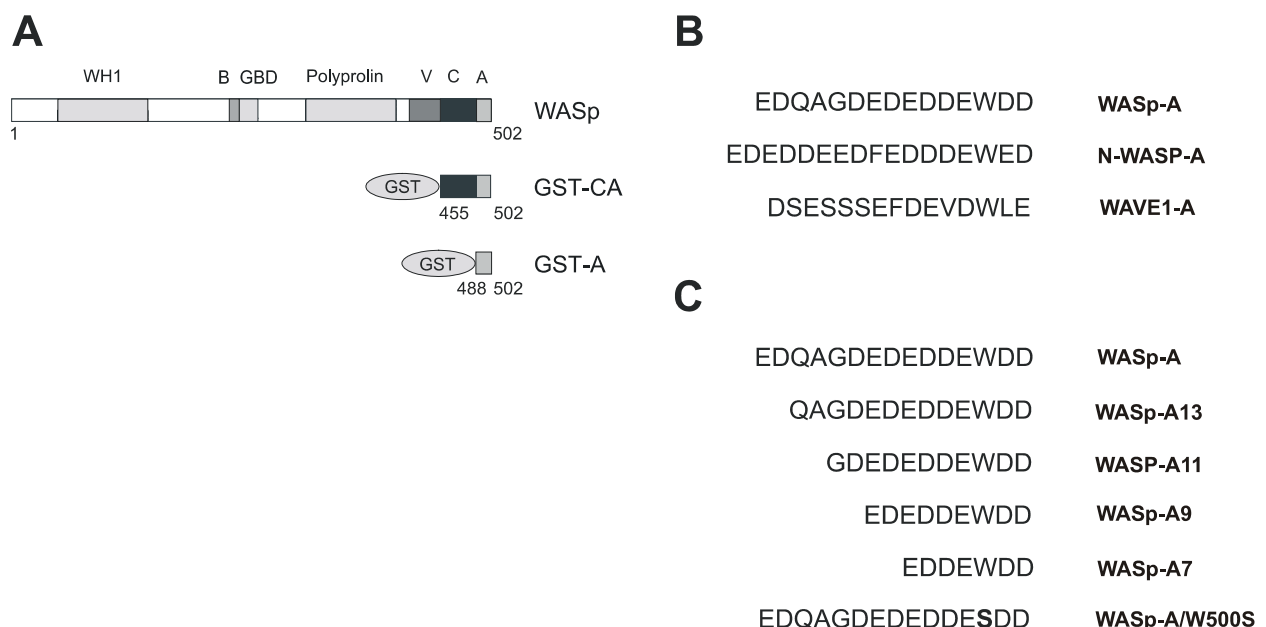 A
WH1 B GBD Polyprolin V C A
WASp
1 502
GST GST-CA
455 502
GST GST-A
488 502
B
EDQAGDEDEDDEWDD WASp-A
EDEDDEEDFEDDDEWED N-WASP-A
DSESSSEFDEVDWLE WAVE1-A
C
EDQAGDEDEDDEWDD WASp-A
QAGDEDEDDEWDD WASp-A13
GDEDEDDEWDD WASP-A11
EDEDDEWDD WASp-A9
EDDEWDD WASp-A7
EDQAGDEDEDDESDD WASp-A/W500S